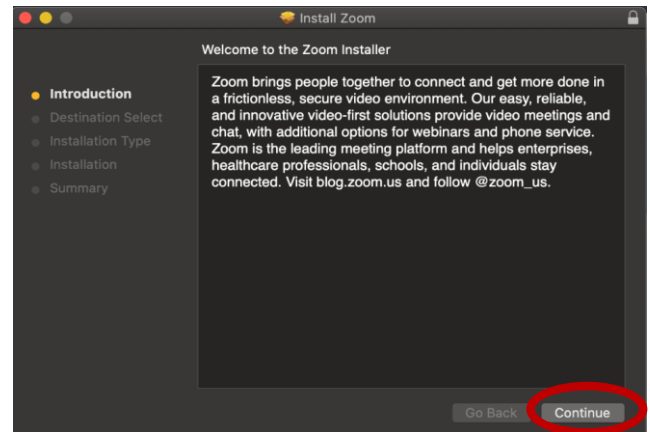 Install Zoom
Welcome to the Zoom Installer
Introduction
Destination Select
Installation Type
Installation
Summary
Zoom brings people together to connect and get more done in
a frictionless, secure video environment. Our easy, reliable,
and innovative video-first solutions provide video meetings and
chat, with additional options for webinars and phone service.
Zoom is the leading meeting platform and helps enterprises,
healthcare professionals, schools, and individuals stay
connected. Visit blog.zoom.us and follow @zoom_us.
Go Back
Continue